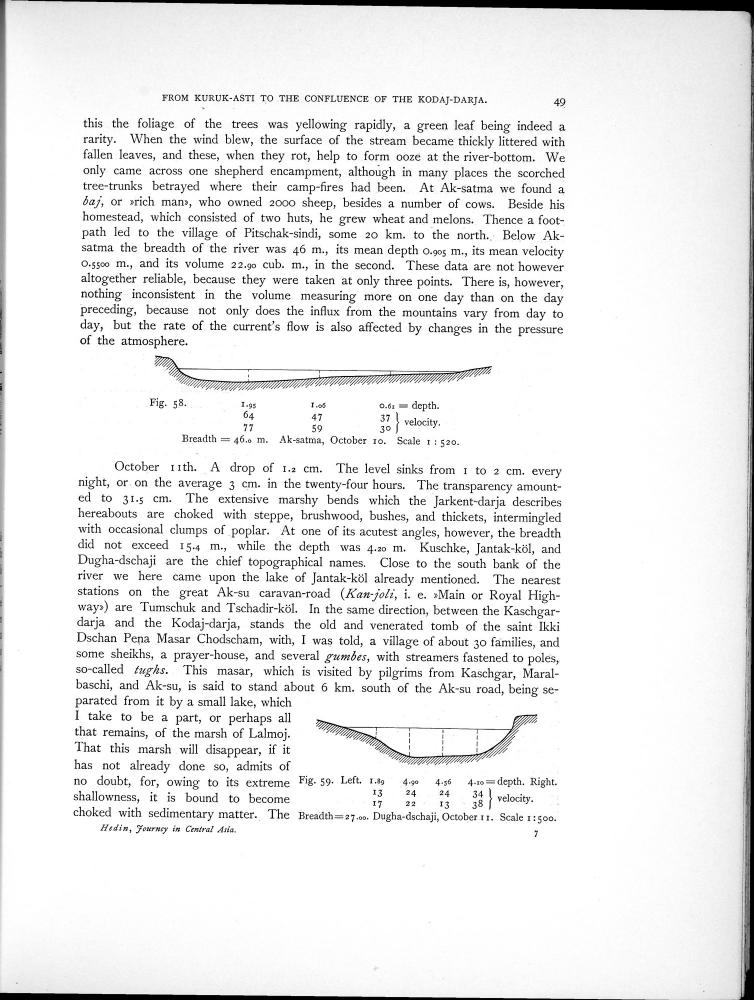 FROM KURUK-ASTI TO THE CONFLUENCE OF THE KODAJ-DARJA. 49
this the foliage of the trees was yellowing rapidly, a green leaf being indeed a
rarity. When the wind blew, the surface of the stream became thickly littered with
fallen leaves, and these, when they rot, help to form ooze at the river-bottom. We
only came across one shepherd encampment, although in many places the scorched
tree-trunks betrayed where their camp-fires had been. At Ak-satma we found a
baj, or »rich man», who owned 2000 sheep, besides a number of cows. Beside his
homestead, which consisted of two huts, he grew wheat and melons. Thence a foot-
path led to the village of Pitschak-sindi, some 20 km. to the north. Below Ak-
satma the breadth of the river was 46 m., its mean depth 0.905 m., its mean velocity
0.5500 m., and its volume 22.90 cub. m., in the second. These data are not however
altogether reliable, because they were taken at only three points. There is, however,
nothing inconsistent in the volume measuring more on one day than on the day
preceding, because not only does the influx from the mountains vary from day to
day, but the rate of the current's flow is also affected by changes in the pressure
of the atmosphere.
Fig. 58. 1.95 1.06 0.61 = depth.
64 47 37 } velocity.
77 59 30
Breadth = 46.0 m. Ak-satma, October 10. Scale 1 : 520.
October 11th. A drop of 1.2 cm. The level sinks from 1 to 2 cm. every
night, or on the average 3 cm. in the twenty-four hours. The transparency amount-
ed to 31.5 cm. The extensive marshy bends which the Jarkent-darja describes
hereabouts are choked with steppe, brushwood, bushes, and thickets, intermingled
with occasional clumps of poplar. At one of its acutest angles, however, the breadth
did not exceed 15.4 m., while the depth was 4.20 m. Kuschke, Jantak-köl, and
Dugha-dschaji are the chief topographical names. Close to the south bank of the
river we here came upon the lake of Jantak-köl already mentioned. The nearest
stations on the great Ak-su caravan-road (Kan-joli, i. e. »Main or Royal High-
way») are Tumschuk and Tschadir-köl. In the same direction, between the Kaschgar-
darja and the Kodaj-darja, stands the old and venerated tomb of the saint Ikki
Dschan Pena Masar Chodscham, with, I was told, a village of about 30 families, and
some sheikhs, a prayer-house, and several gumbes, with streamers fastened to poles,
so-called tughs. This masar, which is visited by pilgrims from Kaschgar, Maral-
baschi, and Ak-su, is said to stand about 6 km. south of the Ak-su road, being se-
parated from it by a small lake, which
I take to be a part, or perhaps all
that remains, of the marsh of Lalmoj.
That this marsh will disappear, if it
has not already done so, admits of
no doubt, for, owing to its extreme
shallowness, it is bound to become
choked with sedimentary matter. The
Fig. 59. Left. 1.89 4.90 4.56 4.10 = depth. Right.
13 24 24 34 } velocity.
17 22 13 38
Breadth = 27.00. Dugha-dschaji, October 11. Scale 1 : 500.
Hedin, Journey in Central Asia. 7